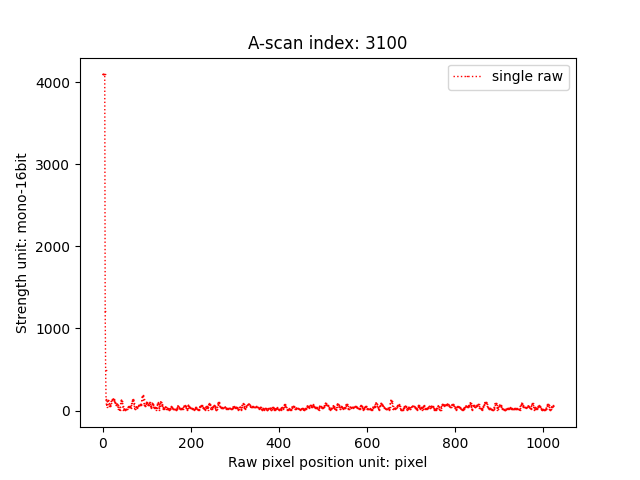 A-scan index: 3100
single raw
Strength unit: mono-16bit
4000
3000
2000
1000
0
0 200 400 600 800 1000
Raw pixel position unit: pixel